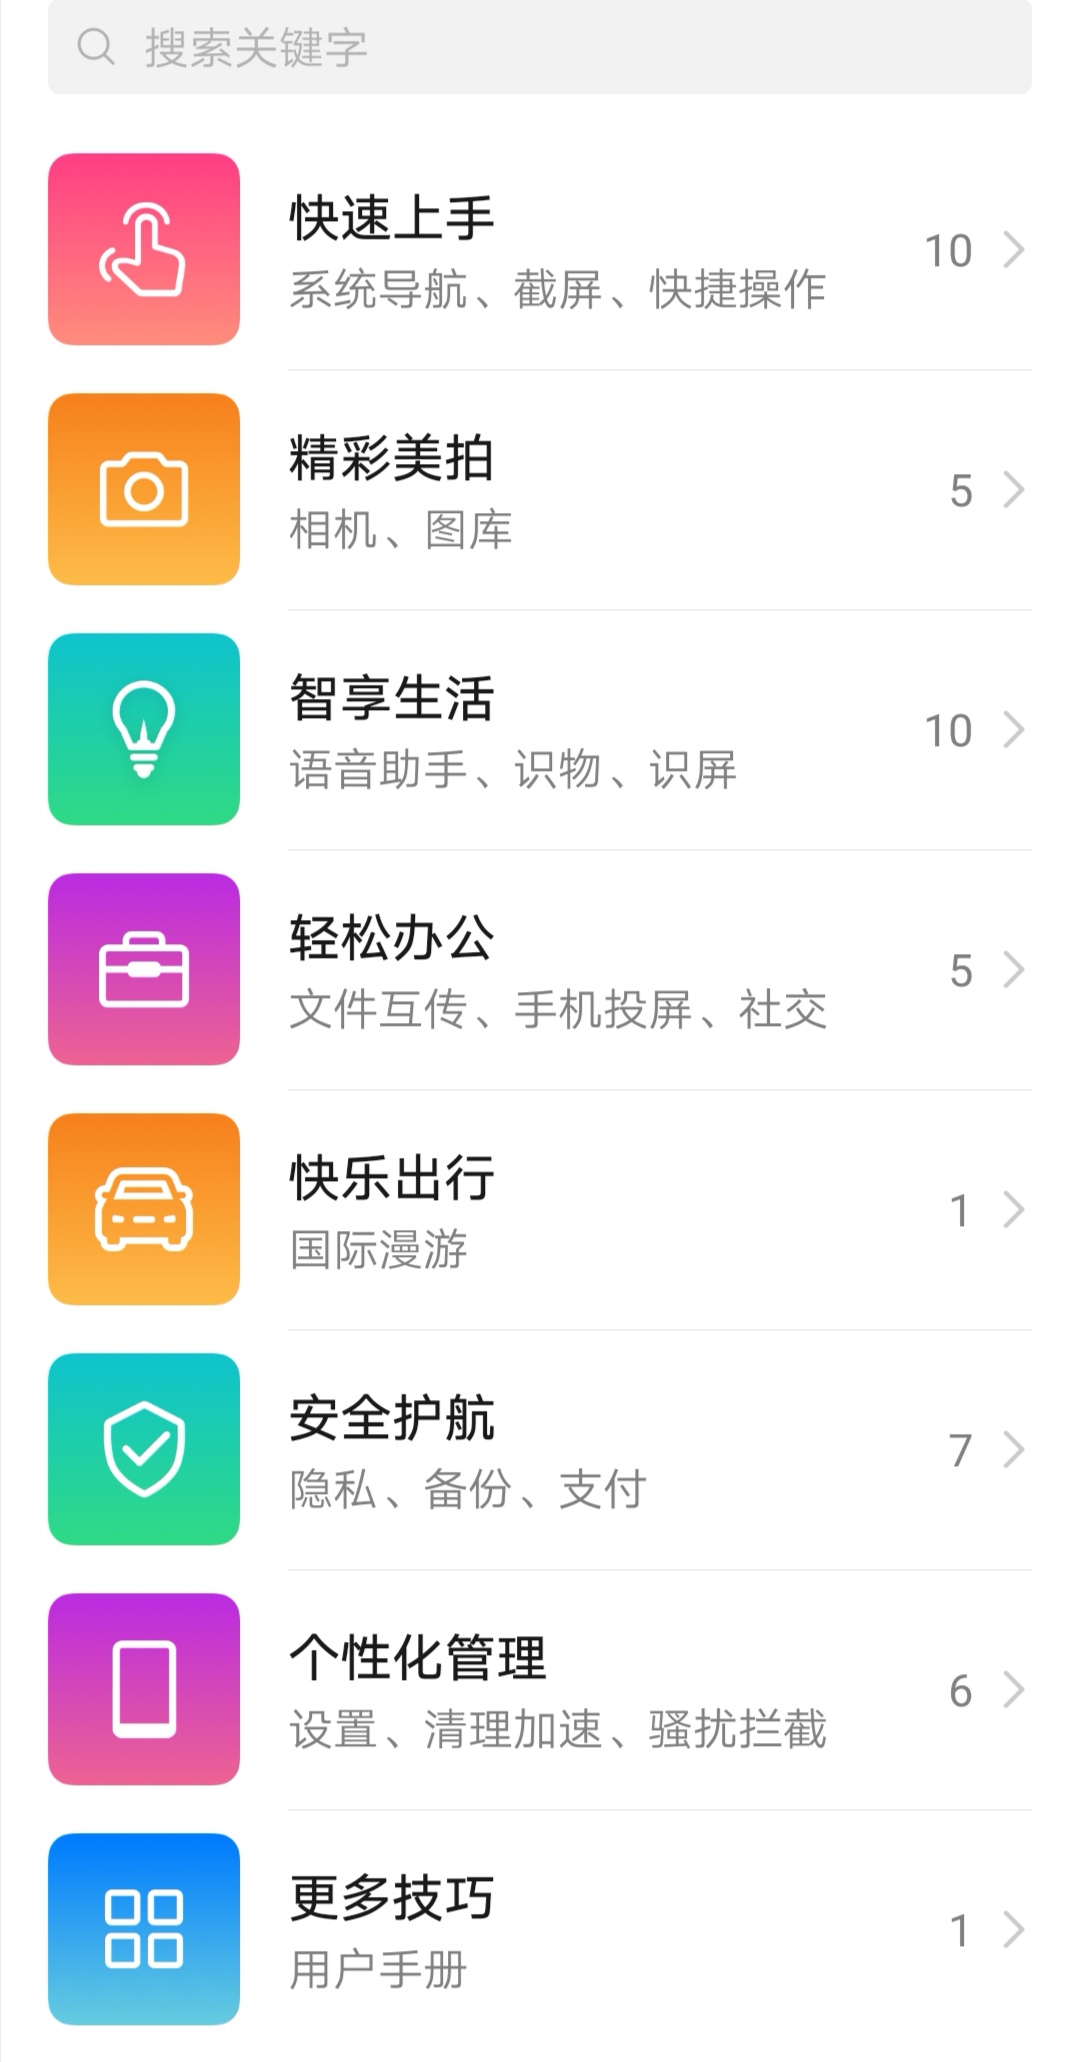 搜索关键字
快速上手
系统导航、截屏、快捷操作
10
精彩美拍
相机、图库
5
智享生活
语音助手、识物、识屏
10
轻松办公
文件互传、手机投屏、社交
5
快乐出行
国际漫游
1
安全护航
隐私、备份、支付
7
个性化管理
设置、清理加速、骚扰拦截
6
更多技巧
用户手册
1